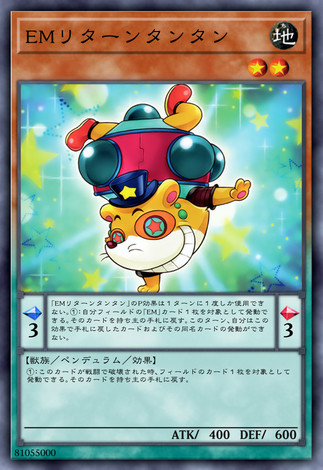 EMリターンタンタン
地
「EMリターンタンタン」のP効果は1ターンに1度しか使用でき
ない。①：自分フィールドの「EM」カード1枚を対象として発動
できる。そのカードを持ち主の手札に戻す。このターン、自分はこの
効果で手札に戻したカードおよびその同名カードの発動ができ
ない。
3
3
【獣族／ペンデュラム／効果】
①：このカードが戦闘で破壊された時、フィールドのカード1枚を対象として
発動できる。そのカードを持ち主の手札に戻す。
ATK/ 400 DEF/ 600
81055000